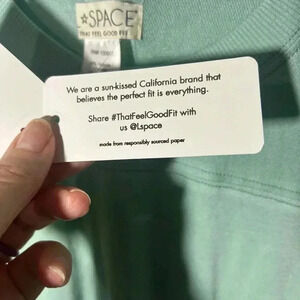 *SPACE
THAT FEEL GOOD FIT
We are a sun-kissed California brand that
believes the perfect fit is everything.
Share #ThatFeelGoodFit with
us @Lspace
made from responsibly sourced paper